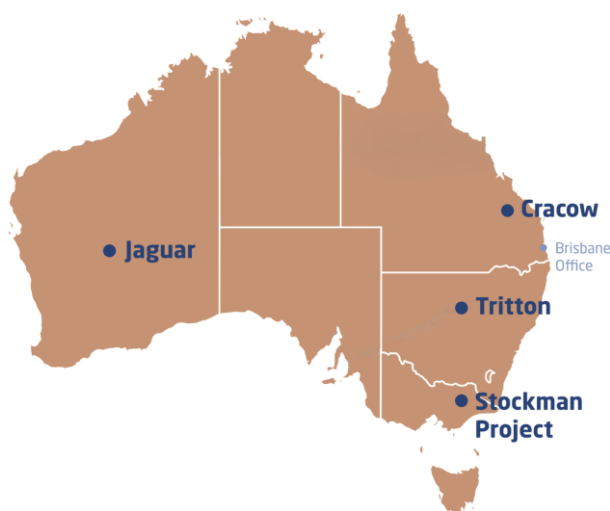 Cracow
Jaguar
Brisbane
Office
Tritton
Stockman
Project